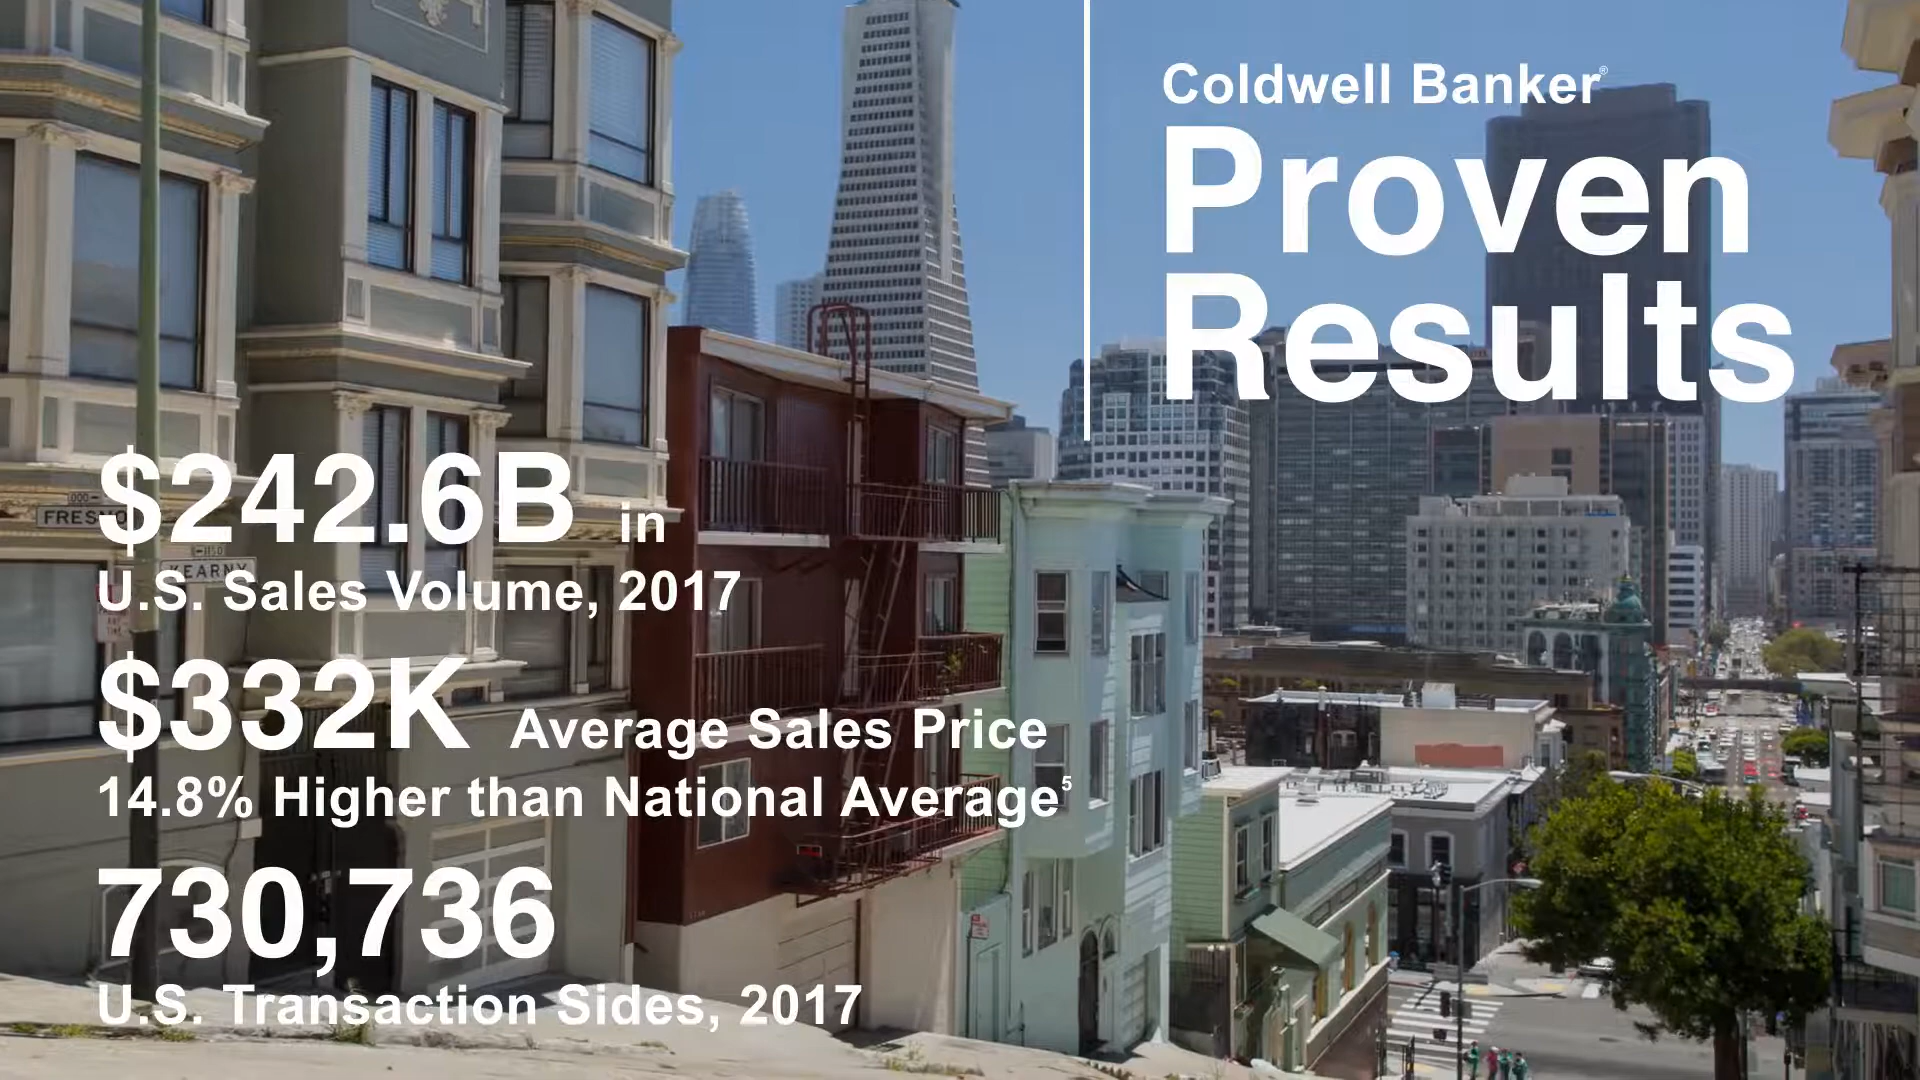 Coldwell Banker®
Proven
Results
$242.6B in
U.S. Sales Volume, 2017
$332K Average Sales Price
14.8% Higher than National Average⁵
730,736
U.S. Transaction Sides, 2017
KEARNY